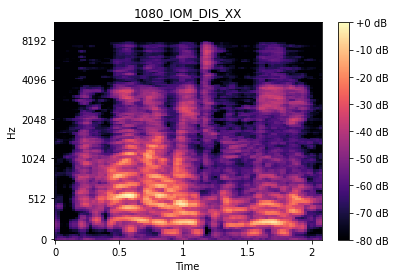 1080_IOM_DIS_XX
8192
4096
2048
1024
512
0
Hz
0
0.5
1
1.5
2
Time
+0 dB
-10 dB
-20 dB
-30 dB
-40 dB
-50 dB
-60 dB
-70 dB
-80 dB